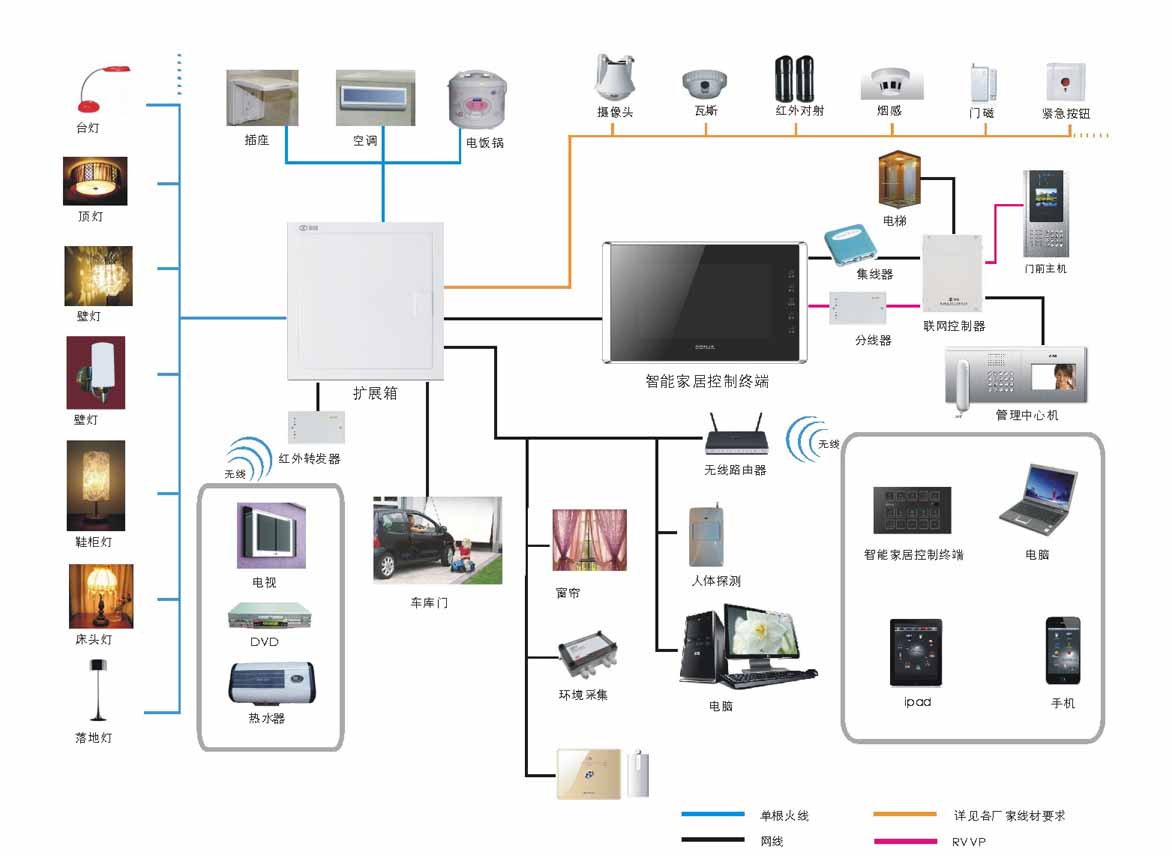 台灯
顶灯
壁灯
壁灯
鞋柜灯
床头灯
落地灯
插座
空调
电饭锅
摄像头
瓦斯
红外对射
烟感
门磁
紧急按钮
电梯
集线器
门前主机
分线器
联网控制器
扩展箱
智能家居控制终端
管理中心机
无线
红外转发器
电视
DVD
热水器
车库门
窗帘
环境采集
无线路由器
无线
人体探测
电脑
智能家居控制终端
电脑
ipad
手机
单根火线
详见各厂家线材要求
网线
RVVP